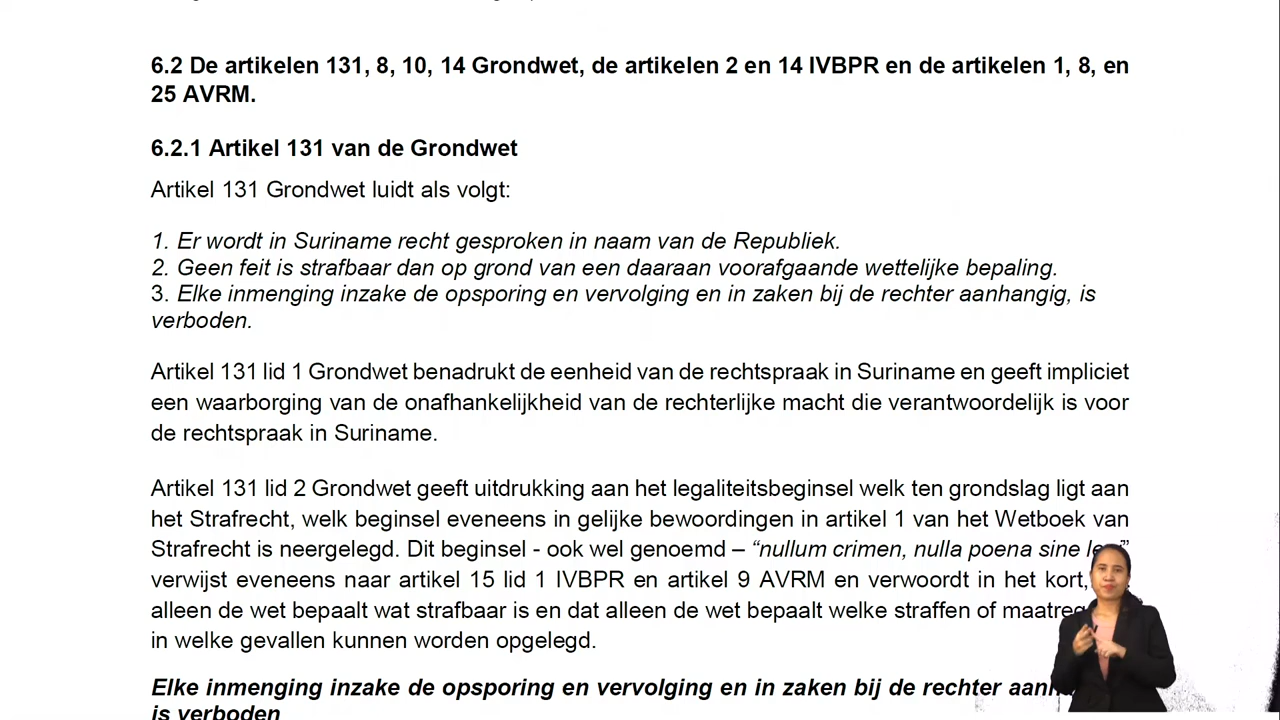 6.2 De artikelen 131, 8, 10, 14 Grondwet, de artikelen 2 en 14 IVBPR en de artikelen 1, 8, en
25 AVRM.
6.2.1 Artikel 131 van de Grondwet
Artikel 131 Grondwet luidt als volgt:
1. Er wordt in Suriname recht gesproken in naam van de Republiek.
2. Geen feit is strafbaar dan op grond van een daaraan voorafgaande wettelijke bepaling.
3. Elke inmenging inzake de opsporing en vervolging en in zaken bij de rechter aanhangig, is
verboden.
Artikel 131 lid 1 Grondwet benadrukt de eenheid van de rechtspraak in Suriname en geeft impliciet
een waarborging van de onafhankelijkheid van de rechterlijke macht die verantwoordelijk is voor
de rechtspraak in Suriname.
Artikel 131 lid 2 Grondwet geeft uitdrukking aan het legaliteitsbeginsel welk ten grondslag ligt aan
het Strafrecht, welk beginsel eveneens in gelijke bewoordingen in artikel 1 van het Wetboek van
Strafrecht is neergelegd. Dit beginsel - ook wel genoemd – “nullum crimen, nulla poena sine
verwijst eveneens naar artikel 15 lid 1 IVBPR en artikel 9 AVRM en verwoordt in het kort,
alleen de wet bepaalt wat strafbaar is en dat alleen de wet bepaalt welke straffen of
in welke gevallen kunnen worden opgelegd.
Elke inmenging inzake de opsporing en vervolging en in zaken bij de rechter
is verboden